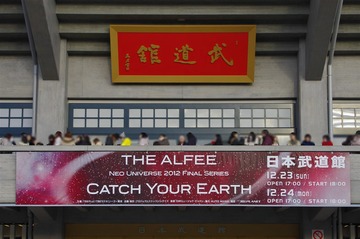 武道館
THE ALFEE
NEO UNIVERSE 2012 FINAL SERIES
CATCH YOUR EARTH
日本武道館
12.23(SUN)
OPEN 17:00 / START 18:00
12.24(MON)
OPEN 17:00 / START 18:00